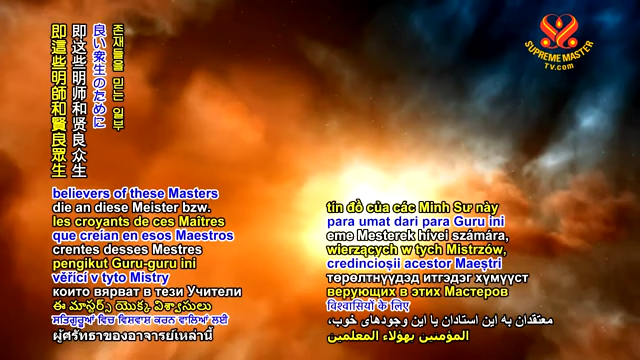 존재들을 믿는 일부
良い衆生のために
即这些明师和贤良众生
即這些明師和賢良眾生
SUPREME MASTER
TV.com
believers of these Masters
die an diese Meister bzw.
les croyants de ces Maîtres
que creían en esos Maestros
crentes desses Mestres
pengikut Guru-guru ini
věřící v tyto Mistry
които вярват в тези Учители
ఈ మాస్టర్స్ యొక్క విశ్వాసులు
ਸਤਿਗੁਰੂਆਂ ਵਿਚ ਵਿਸ਼ਵਾਸ਼ ਕਰਨ ਵਾਲਿਆਂ ਲਈ
ผู้ศรัทธาของอาจารย์เหล่านี้
tín đồ của các Minh Sư này
para umat dari para Guru ini
eme Mesterek hívei számára,
wierzących w tych Mistrzów,
credincioșii acestor Maeștri
төрөлтнүүдэд итгэдэг хүмүүст
верующих в этих Мастеров
विश्वासियों के लिए
معتقدان به این استادان یا این وجودهای خوب،
المؤمنين بهؤلاء المعلمين